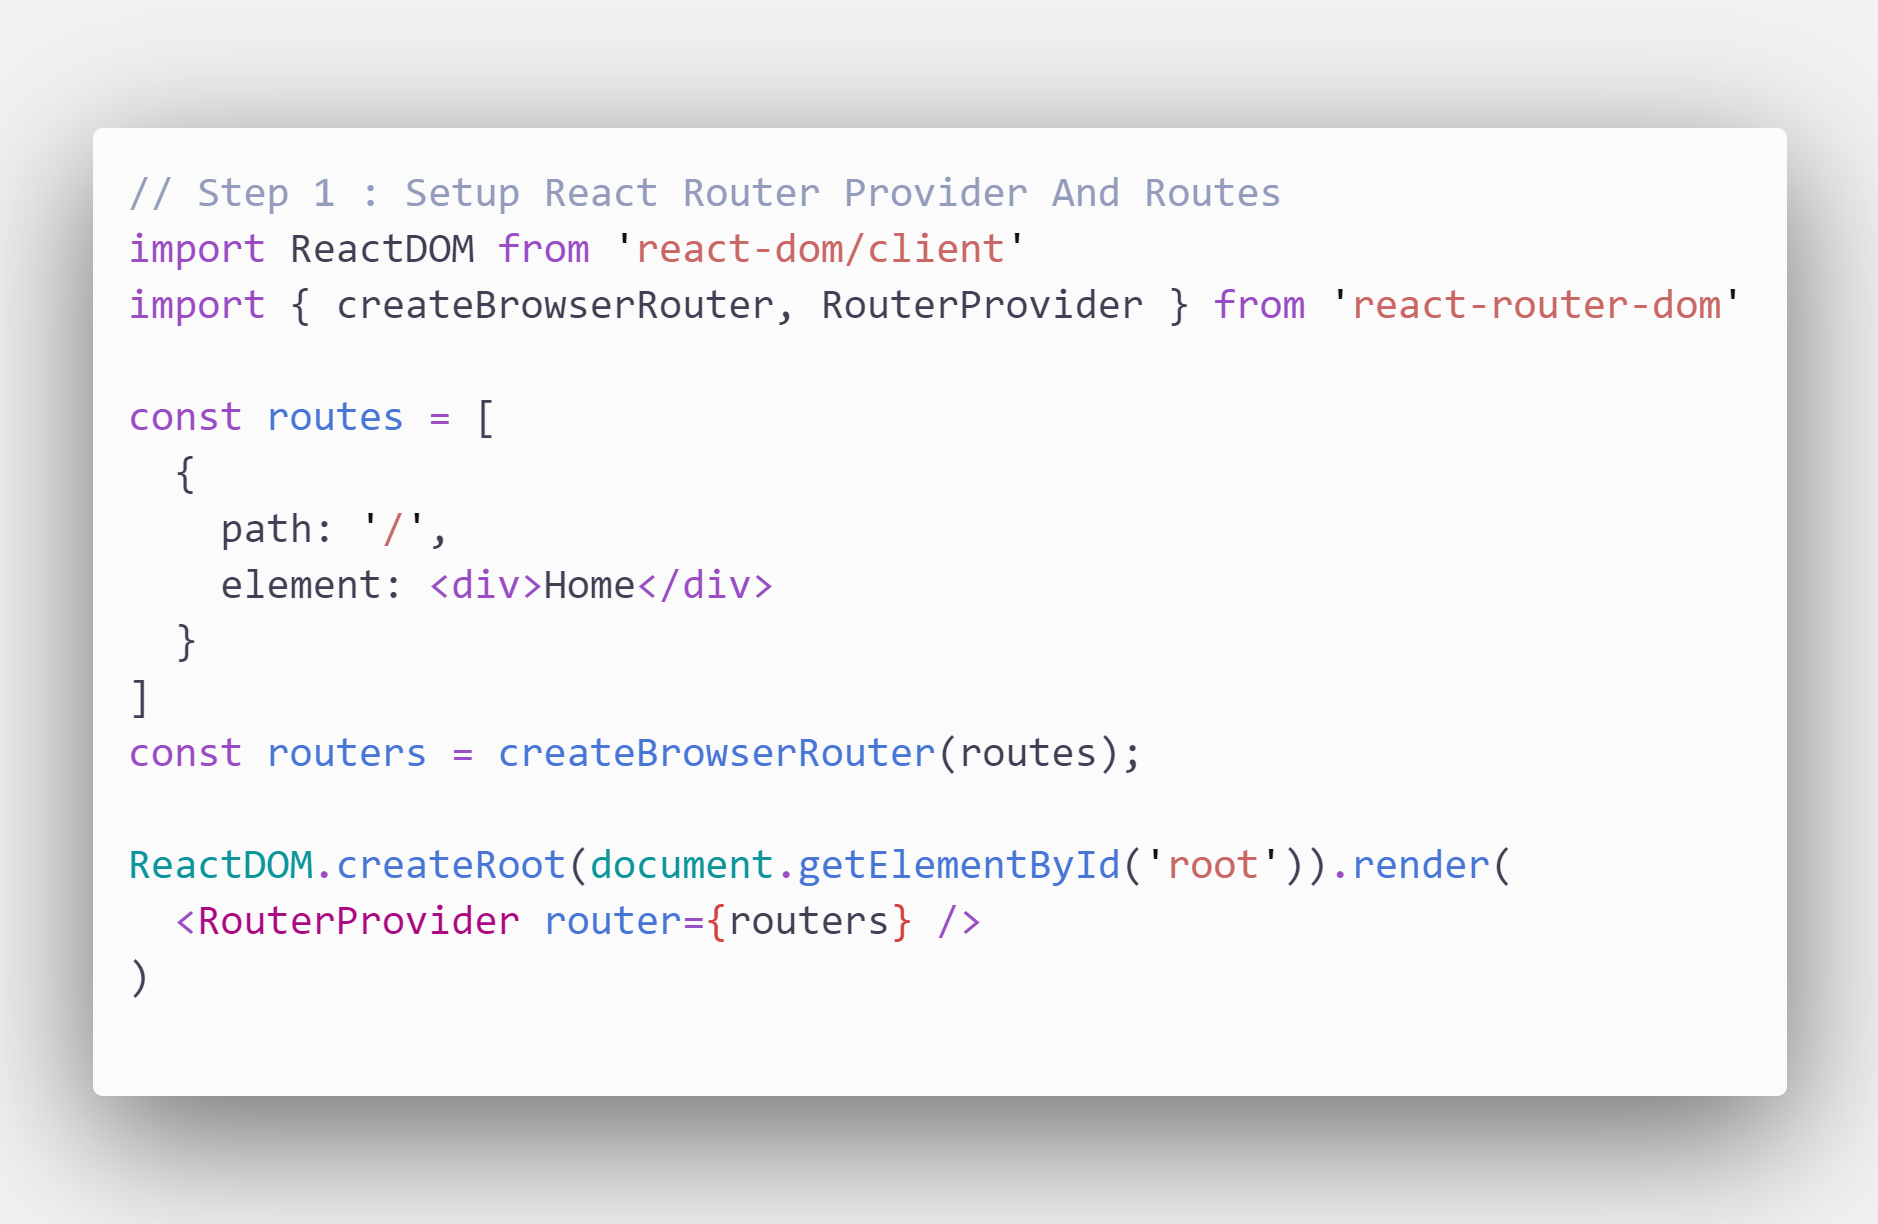 // Step 1 : Setup React Router Provider And Routes
import ReactDOM from 'react-dom/client'
import { createBrowserRouter, RouterProvider } from 'react-router-dom'

const routes = [
  {
    path: '/',
    element: <div>Home</div>
  }
]
const routers = createBrowserRouter(routes);

ReactDOM.createRoot(document.getElementById('root')).render(
  <RouterProvider router={routers} />
)